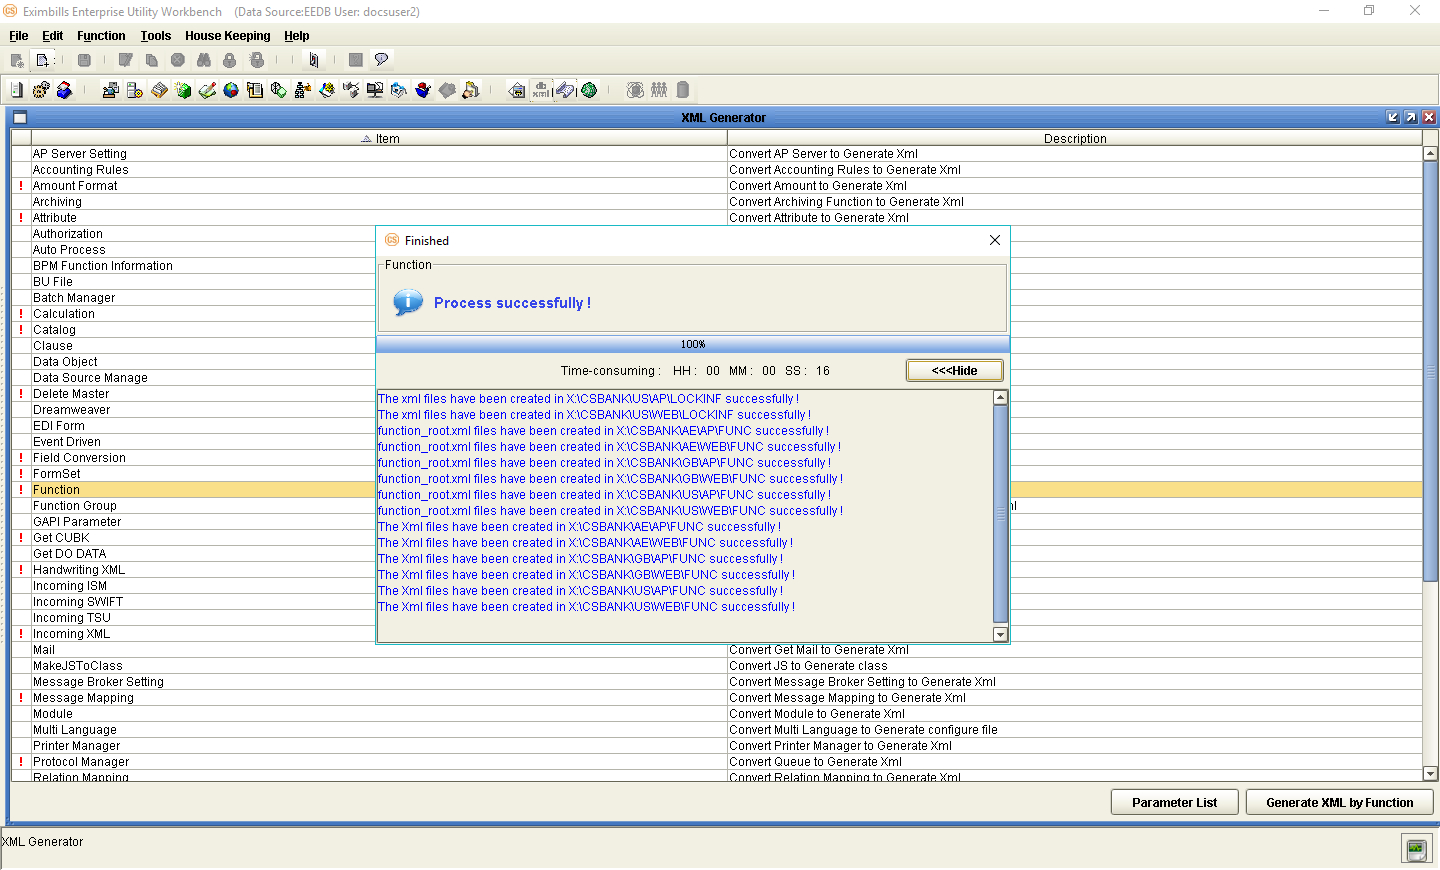 CS Eximbills Enterprise Utility Workbench (Data Source:EEDB User: docsuser2)
File Edit Function Tools House Keeping Help
XML Generator
Item Description
AP Server Setting Convert AP Server to Generate Xml
Accounting Rules Convert Accounting Rules to Generate Xml
! Amount Format Convert Amount to Generate Xml
Archiving Convert Archiving Function to Generate Xml
! Attribute Convert Attribute to Generate Xml
Authorization
Auto Process
BPM Function Information
BU File
Batch Manager
! Calculation
! Catalog
Clause
Data Object
Data Source Manage
! Delete Master
Dreamweaver
EDI Form
Event Driven
! Field Conversion
! FormSet
! Function
Function Group
GAPI Parameter
! Get CUBK
Get DO DATA
! Handwriting XML
Incoming ISM
Incoming SWIFT
Incoming TSU
! Incoming XML
Mail Convert Get Mail to Generate Xml
MakeJSToClass Convert JS to Generate class
Message Broker Setting Convert Message Broker Setting to Generate Xml
! Message Mapping Convert Message Mapping to Generate Xml
Module Convert Module to Generate Xml
Multi Language Convert Multi Language to Generate configure file
Printer Manager Convert Printer Manager to Generate Xml
! Protocol Manager Convert Queue to Generate Xml
Relation Mapping Convert Relation Mapping to Generate Xml
CS Finished
Function
Process successfully !
100%
Time-consuming : HH : 00 MM : 00 SS : 16 <<<Hide
The xml files have been created in X:\CSBANK\US\AP\LOCKINF successfully !
The xml files have been created in X:\CSBANK\US\WEB\LOCKINF successfully !
function_root.xml files have been created in X:\CSBANK\AE\AP\FUNC successfully !
function_root.xml files have been created in X:\CSBANK\AE\WEB\FUNC successfully !
function_root.xml files have been created in X:\CSBANK\GB\AP\FUNC successfully !
function_root.xml files have been created in X:\CSBANK\GB\WEB\FUNC successfully !
function_root.xml files have been created in X:\CSBANK\US\AP\FUNC successfully !
function_root.xml files have been created in X:\CSBANK\US\WEB\FUNC successfully !
The Xml files have been created in X:\CSBANK\AE\AP\FUNC successfully !
The Xml files have been created in X:\CSBANK\AE\WEB\FUNC successfully !
The Xml files have been created in X:\CSBANK\GB\AP\FUNC successfully !
The Xml files have been created in X:\CSBANK\GB\WEB\FUNC successfully !
The Xml files have been created in X:\CSBANK\US\AP\FUNC successfully !
The Xml files have been created in X:\CSBANK\US\WEB\FUNC successfully !
Parameter List Generate XML by Function
XML Generator